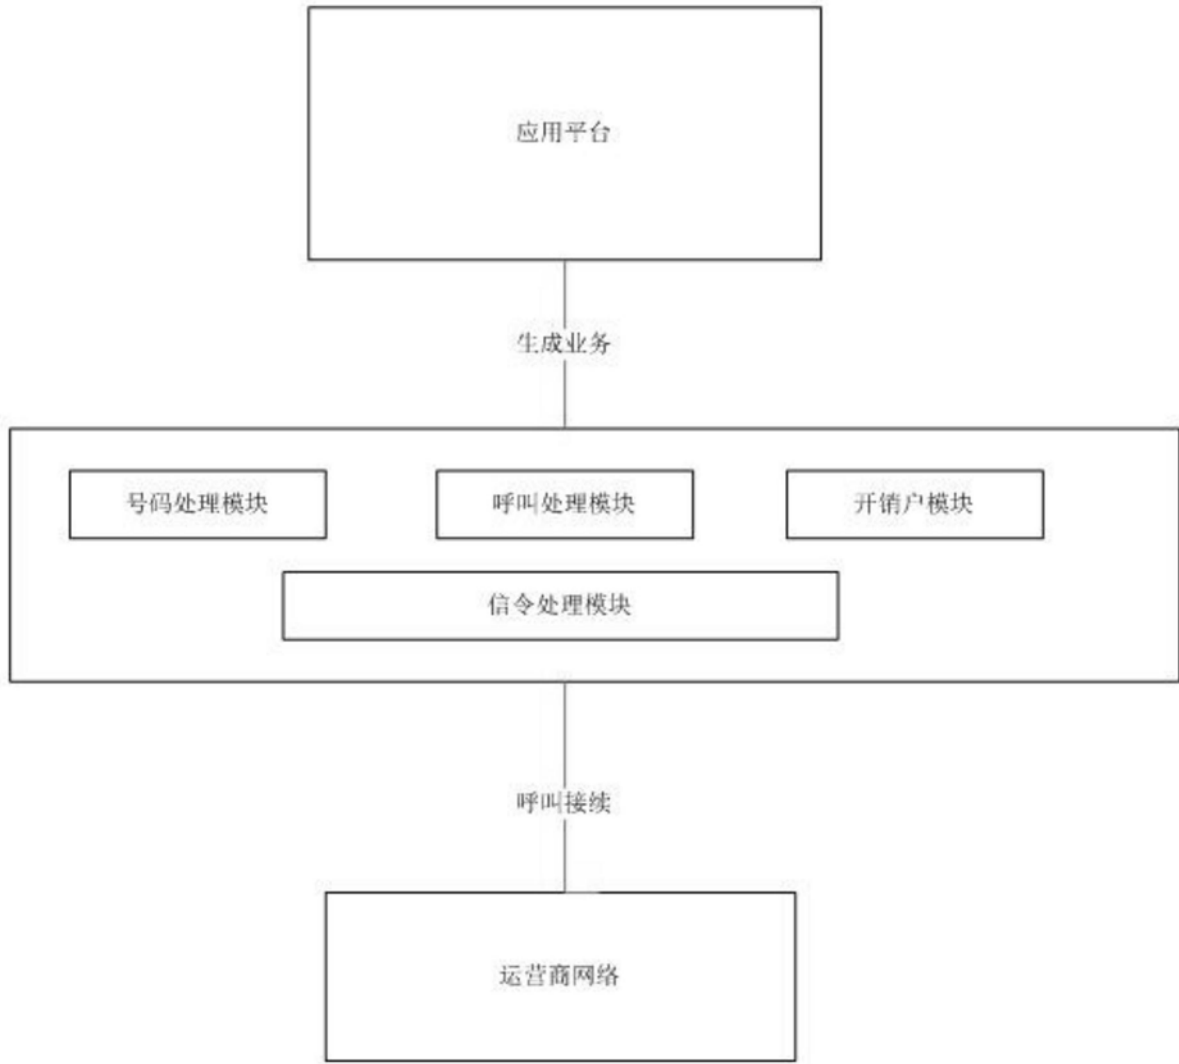 应用平台
生成业务
号码处理模块
呼叫处理模块
开销户模块
信令处理模块
呼叫接续
运营商网络